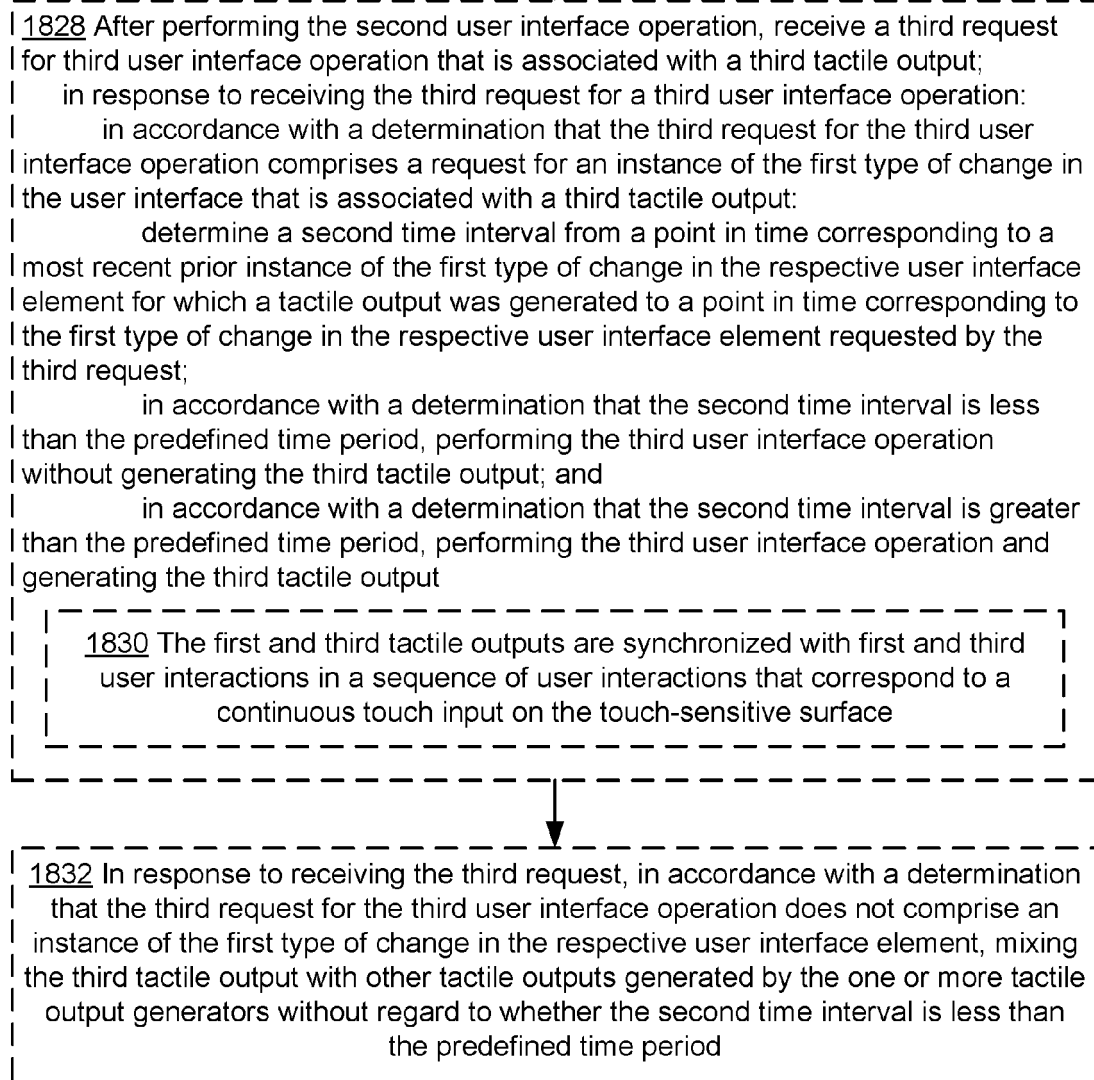 1828 After performing the second user interface operation, receive a third request
for third user interface operation that is associated with a third tactile output;
in response to receiving the third request for a third user interface operation:
in accordance with a determination that the third request for the third user
interface operation comprises a request for an instance of the first type of change in
the user interface that is associated with a third tactile output:
determine a second time interval from a point in time corresponding to a
most recent prior instance of the first type of change in the respective user interface
element for which a tactile output was generated to a point in time corresponding to
the first type of change in the respective user interface element requested by the
third request;
in accordance with a determination that the second time interval is less
than the predefined time period, performing the third user interface operation
without generating the third tactile output; and
in accordance with a determination that the second time interval is greater
than the predefined time period, performing the third user interface operation and
generating the third tactile output
1830 The first and third tactile outputs are synchronized with first and third
user interactions in a sequence of user interactions that correspond to a
continuous touch input on the touch-sensitive surface
1832 In response to receiving the third request, in accordance with a determination
that the third request for the third user interface operation does not comprise an
instance of the first type of change in the respective user interface element, mixing
the third tactile output with other tactile outputs generated by the one or more tactile
output generators without regard to whether the second time interval is less than
the predefined time period